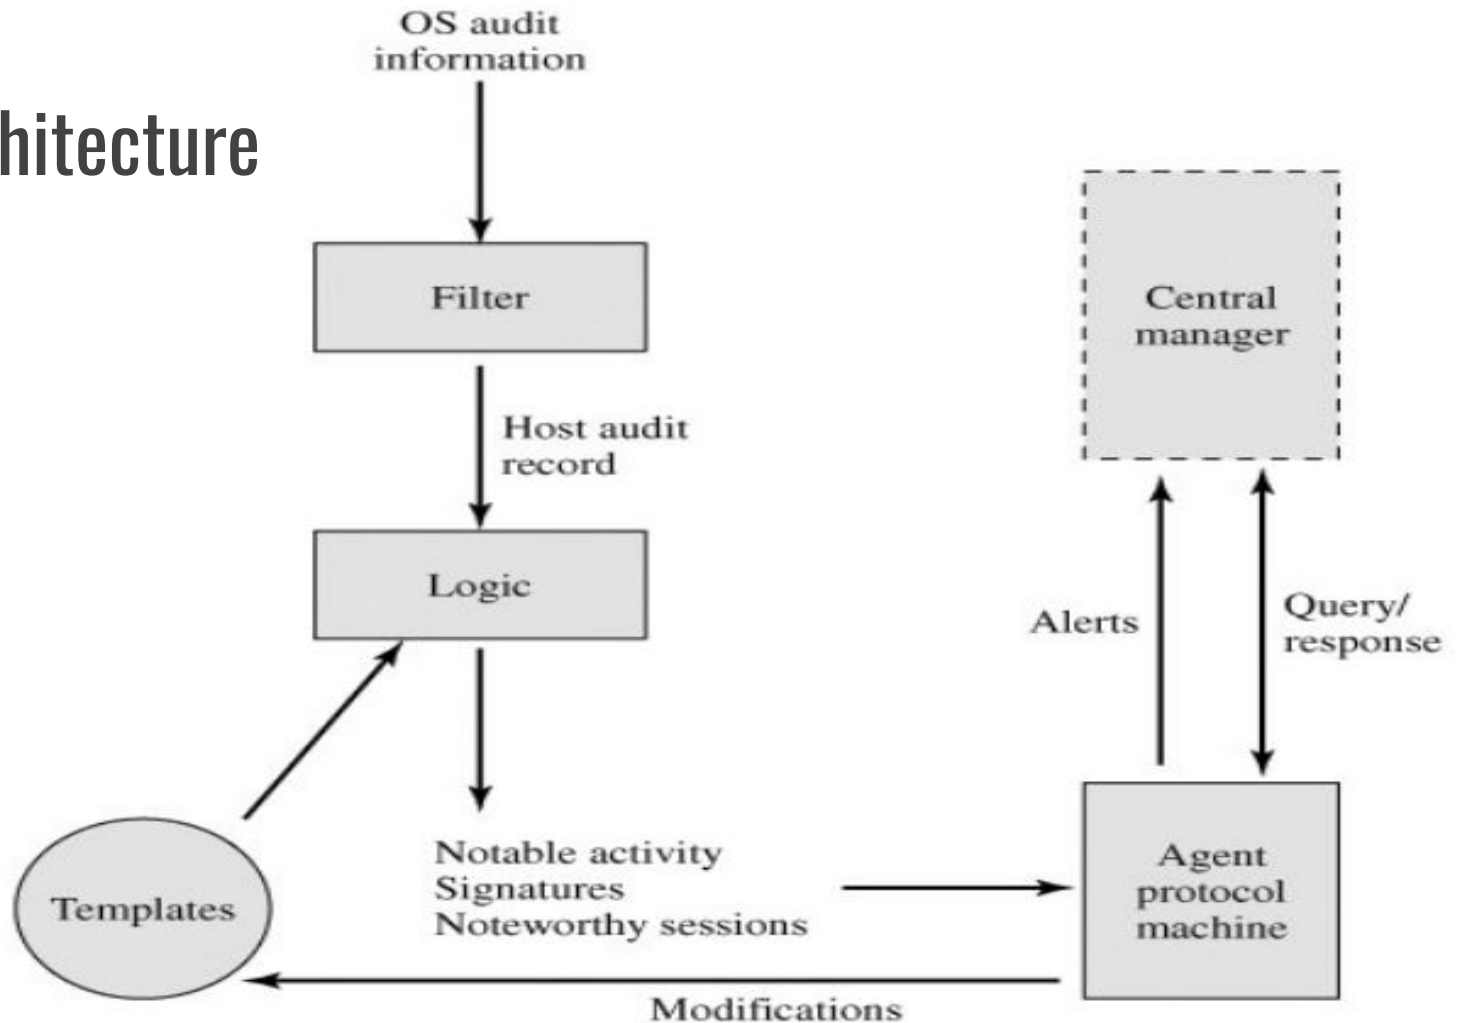 OS audit
information
hitecture
Filter
Central
manager
Host audit
record
Logic
Alerts
Query/
response
Notable activity
Signatures
Noteworthy sessions
Agent
protocol
machine
Templates
Modifications